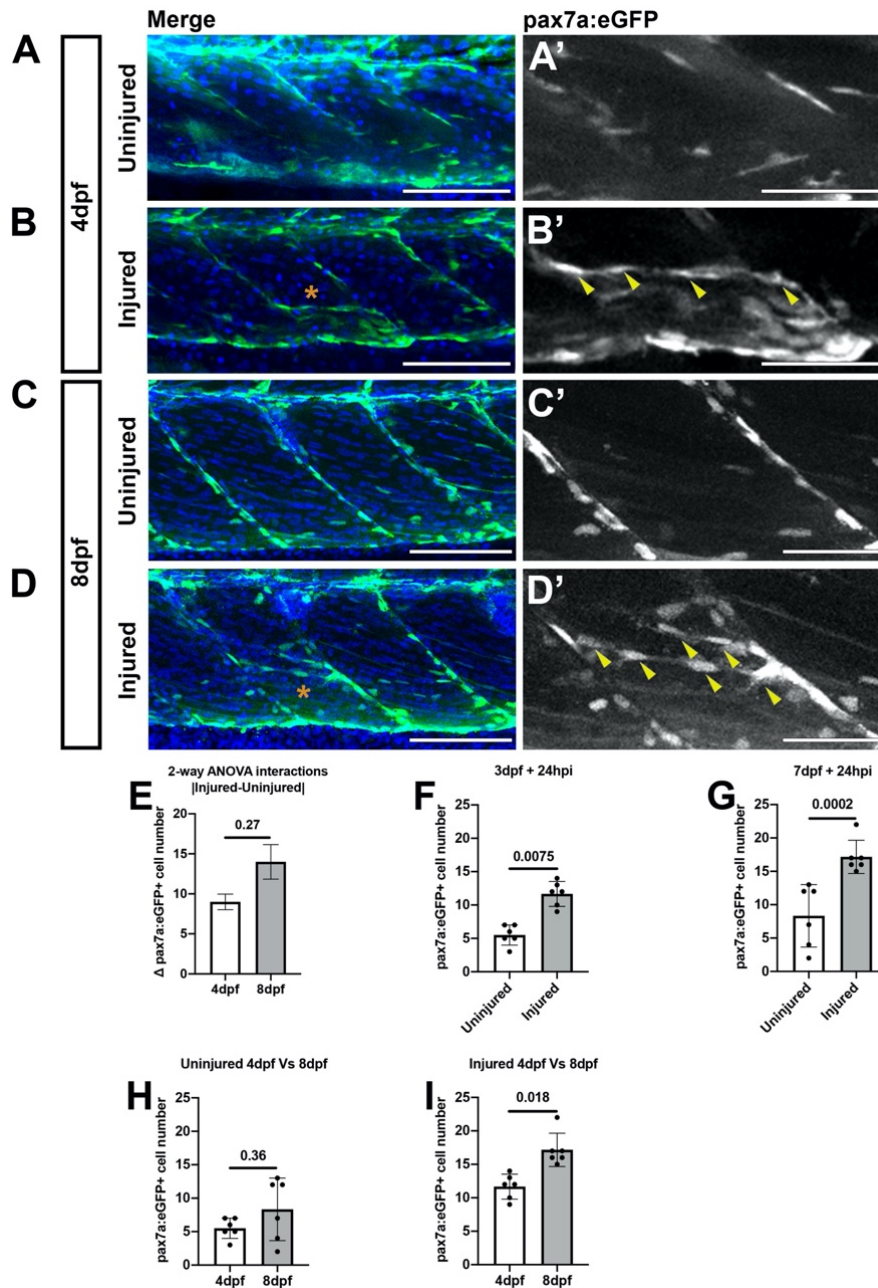 Merge
pax7a:eGFP
A
A’
4dpf
Uninjured
B
B’
Injured
*
C
C’
8dpf
Uninjured
D
D’
Injured
*
E
2-way ANOVA interactions
|Injured-Uninjured|
Δ pax7a:eGFP+ cell number
20
15
10
5
0
0.27
4dpf
8dpf
F
3dpf + 24hpi
pax7a:eGFP+ cell number
25
20
15
10
5
0
0.0075
Uninjured
Injured
G
7dpf + 24hpi
pax7a:eGFP+ cell number
25
20
15
10
5
0
0.0002
Uninjured
Injured
H
Uninjured 4dpf Vs 8dpf
pax7a:eGFP+ cell number
25
20
15
10
5
0
0.36
4dpf
8dpf
I
Injured 4dpf Vs 8dpf
pax7a:eGFP+ cell number
25
20
15
10
5
0
0.018
4dpf
8dpf